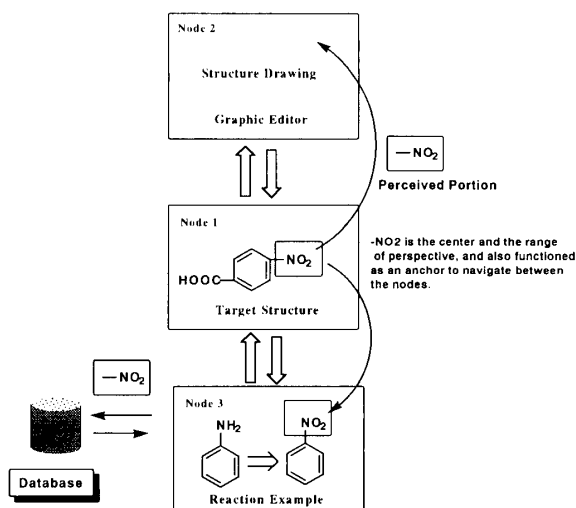 Node 2
Structure Drawing
Graphic Editor
—NO2
Perceived Portion
Node 1
NO2
HOOC
Target Structure
-NO2 is the center and the range
of perspective, and also functioned
as an anchor to navigate between
the nodes.
—NO2
Node 3
NH2
NO2
Reaction Example
Database